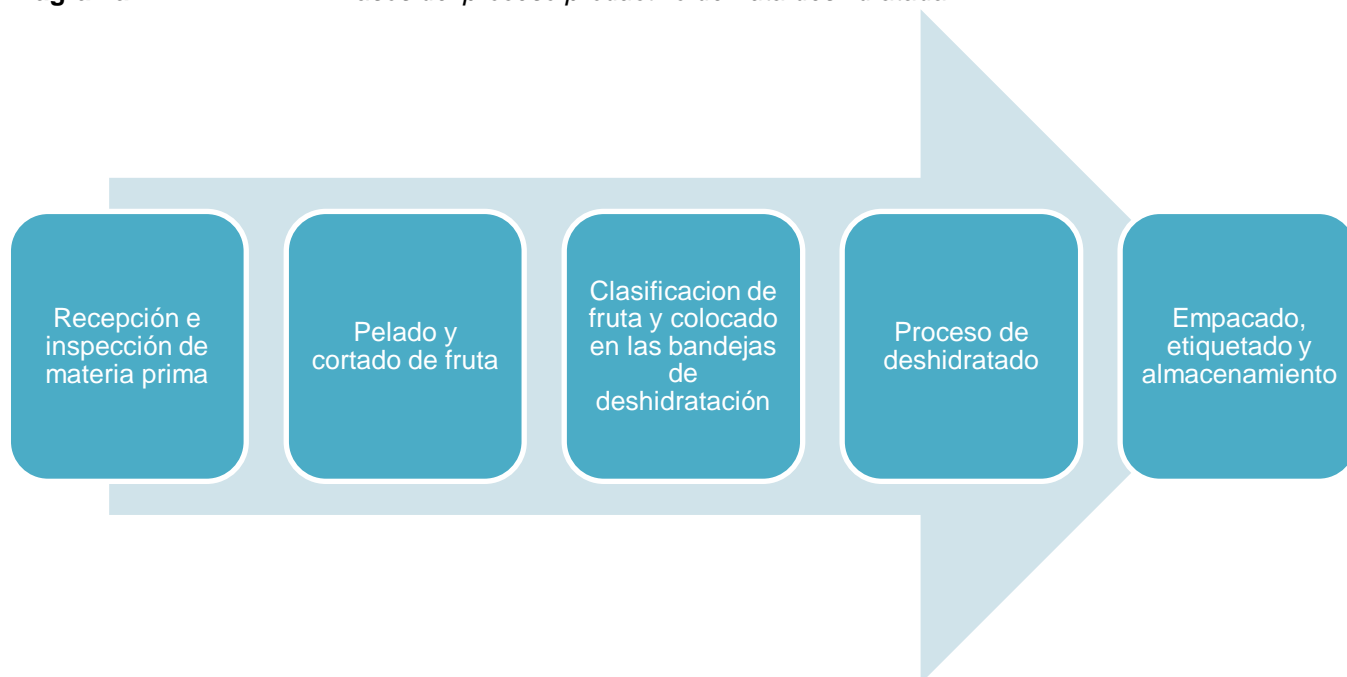 Recepción e
inspección de
materia prima
Pelado y
cortado de fruta
Clasificacion de
fruta y colocado
en las bandejas
de
deshidratación
Proceso de
deshidratado
Empacado,
etiquetado y
almacenamiento